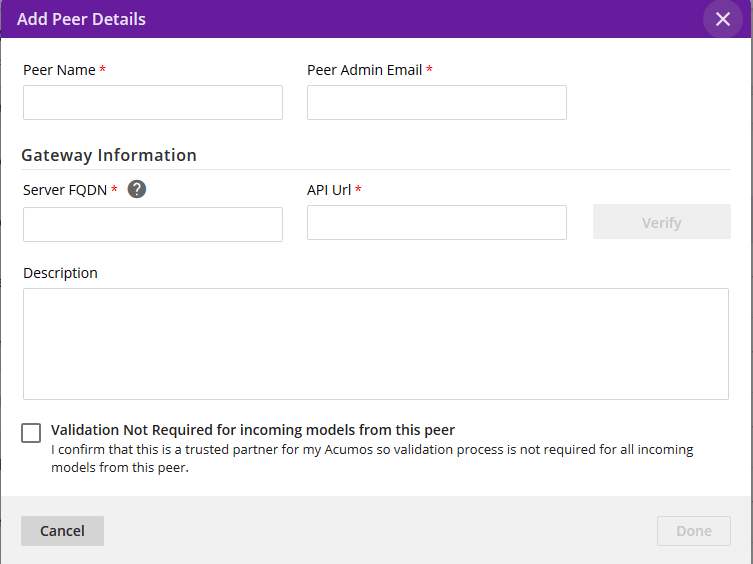 Add Peer Details
Peer Name * Peer Admin Email *
Gateway Information
Server FQDN * ? API Url *
Verify
Description
Validation Not Required for incoming models from this peer
I confirm that this is a trusted partner for my Acumos so validation process is not required for all incoming
models from this peer.
Cancel Done